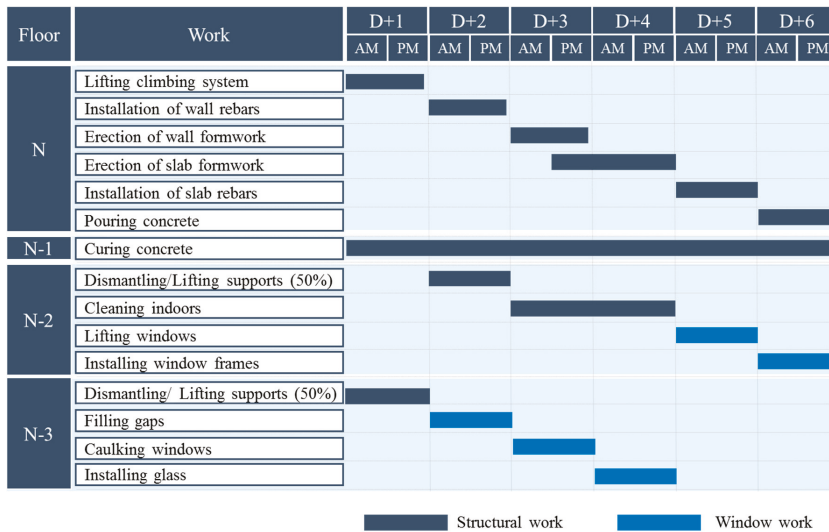 Floor Work D+1 D+2 D+3 D+4 D+5 D+6
AM PM AM PM AM PM AM PM AM PM AM PM
N
Lifting climbing system
Installation of wall rebars
Erection of wall formwork
Erection of slab formwork
Installation of slab rebars
Pouring concrete
N-1
Curing concrete
N-2
Dismantling/Lifting supports (50%)
Cleaning indoors
Lifting windows
Installing window frames
N-3
Dismantling/ Lifting supports (50%)
Filling gaps
Caulking windows
Installing glass
Structural work Window work